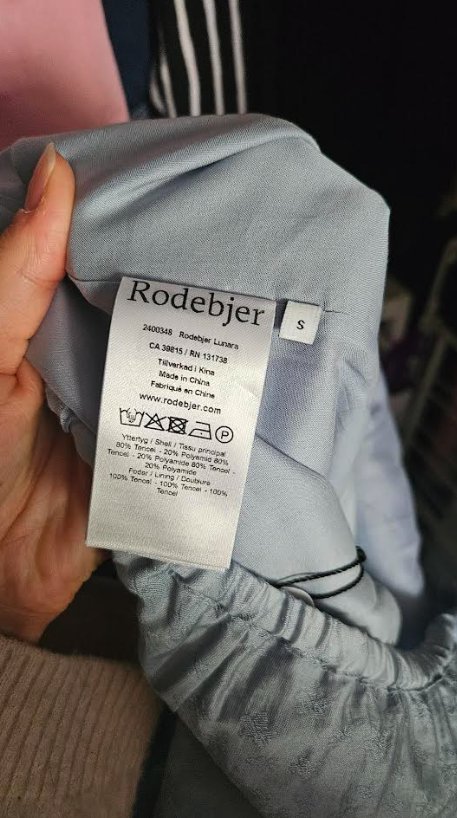 Rodebjer
S
2400348 Rodebjer Lunara
CA 39815 / RN 131738
Tillverkad i Kina
Made in China
Fabriqué en Chine
www.rodebjer.com
P
Yttertyg / Shell / Tissu principal
80% Tencel - 20% Polyamid 80%
Tencel - 20% Polyamide 80% Tencel -
20% Polyamide
Foder / Lining / Doublure
100% Tencel - 100% Tencel - 100%
Tencel